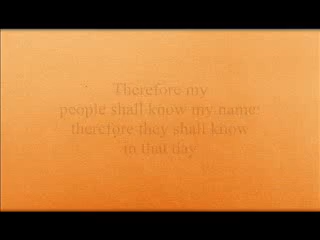 Therefore my
people shall know my name:
therefore they shall know
in that day